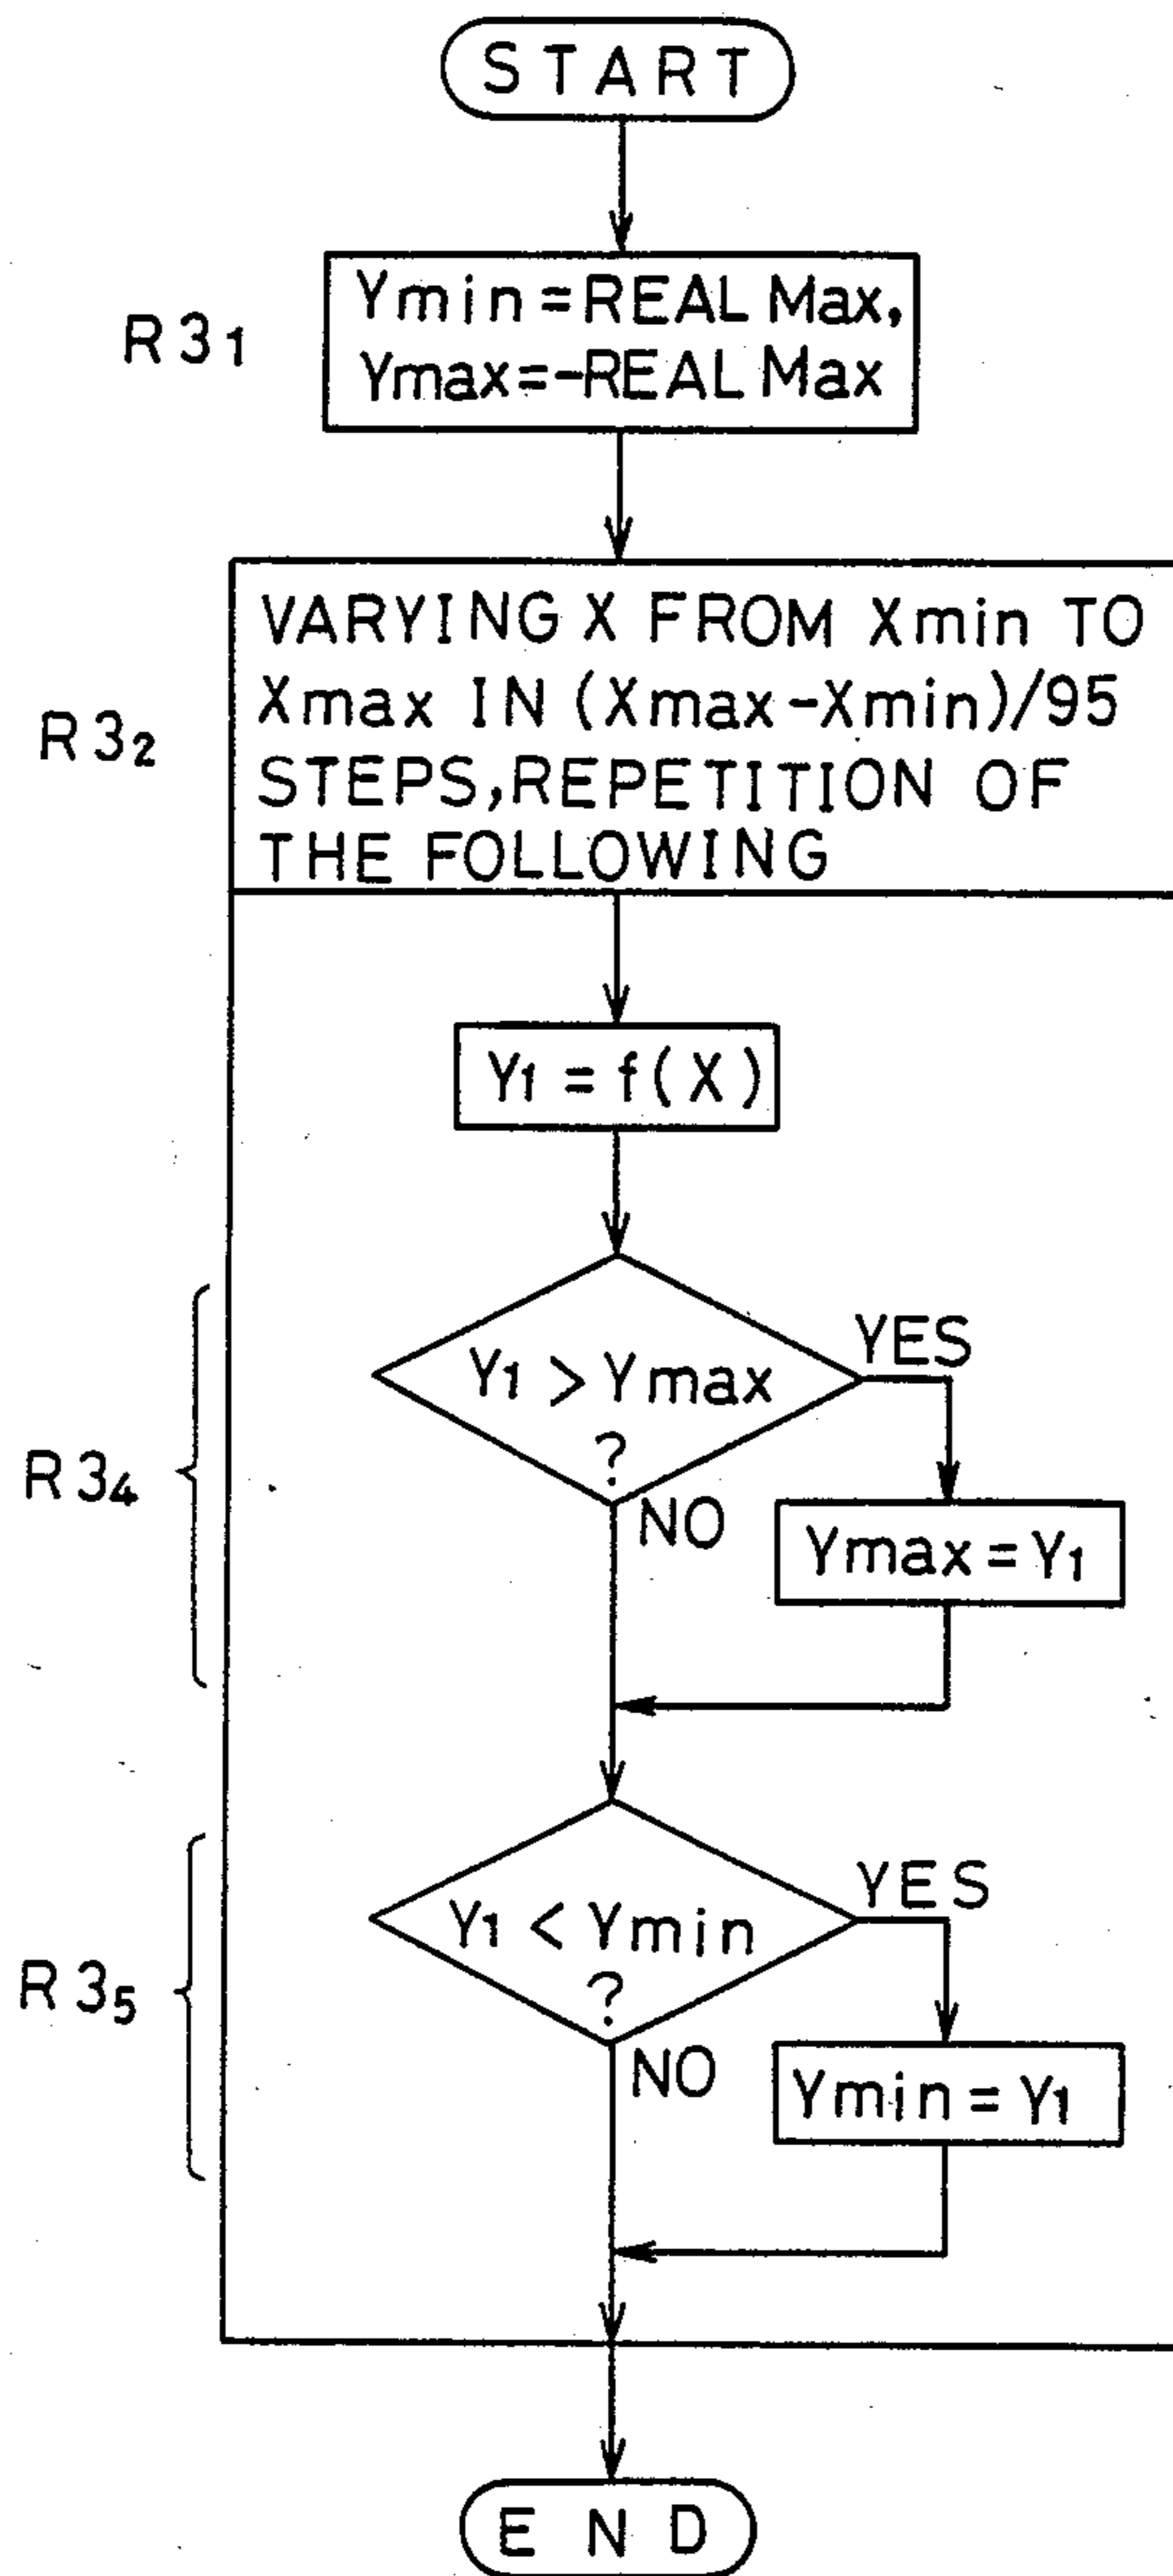 START
R31
Ymin=REAL Max,
Ymax=-REAL Max
R32
VARYING X FROM Xmin TO
Xmax IN (Xmax-Xmin)/95
STEPS, REPETITION OF
THE FOLLOWING
Y1 = f(X)
R34
Y1 > Ymax
?
YES
NO
Ymax = Y1
R35
Y1 < Ymin
?
YES
NO
Ymin = Y1
END